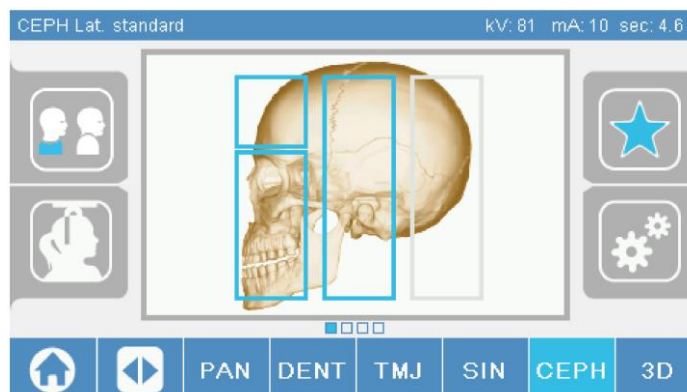 CEPH Lat. standard kV: 81 mA: 10 sec: 4.6
PAN DENT TMJ SIN CEPH 3D